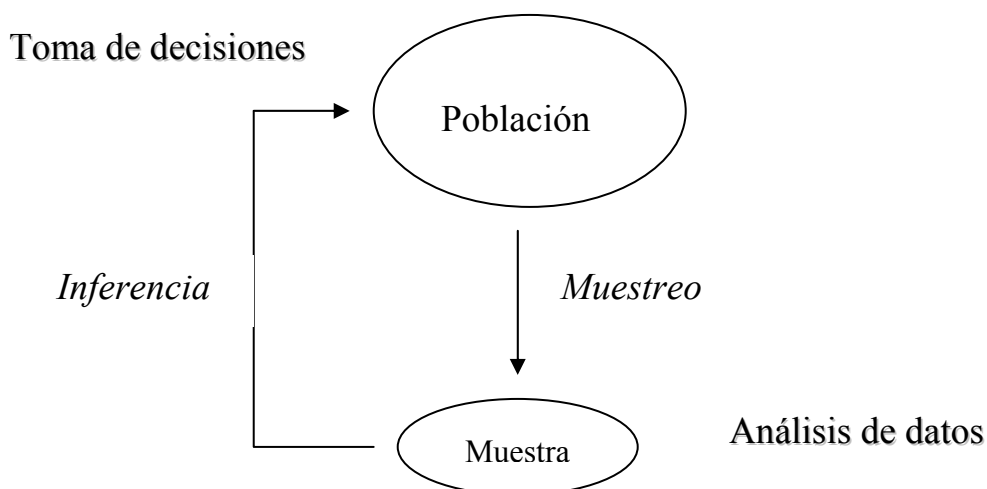 Toma de decisiones
Población
Inferencia
Muestreo
Análisis de datos
Muestra